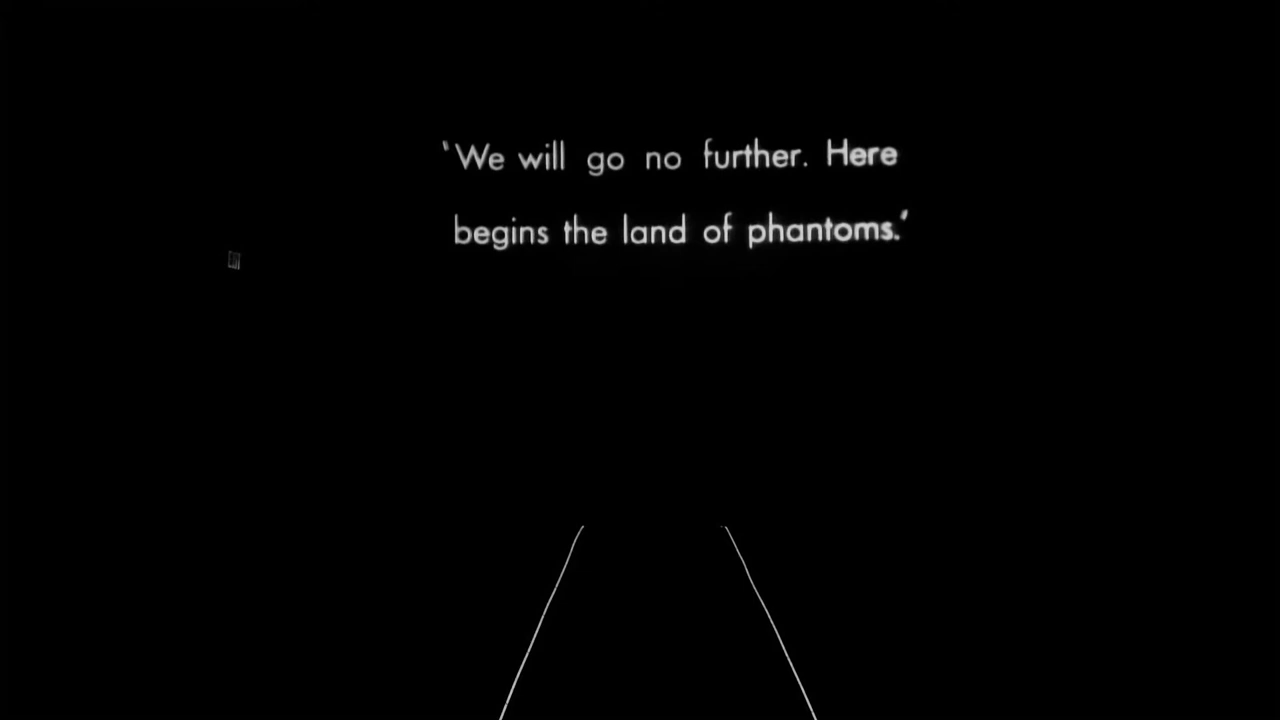 'We will go no further. Here
begins the land of phantoms.'